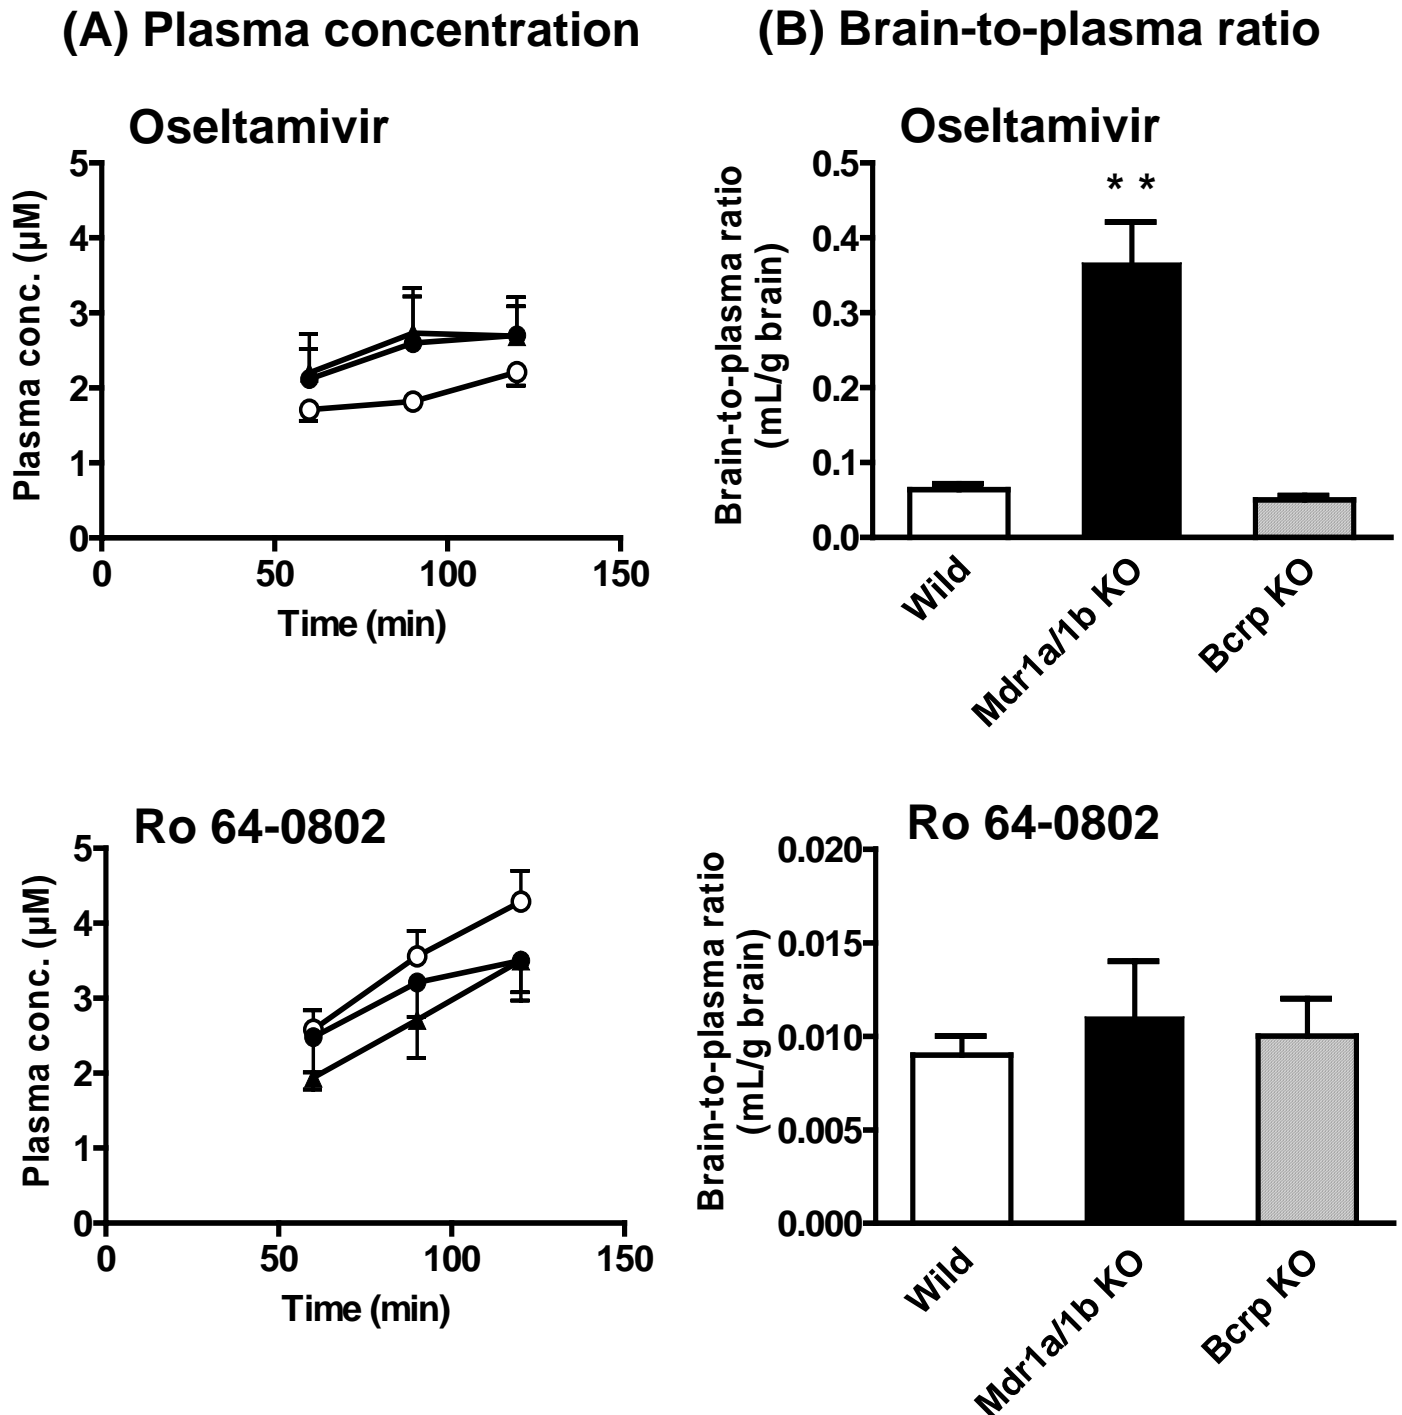 (A) Plasma concentration
(B) Brain-to-plasma ratio
Oseltamivir
Plasma conc. (µM)
5
4
3
2
1
0
0 50 100 150
Time (min)
Oseltamivir
Brain-to-plasma ratio
(mL/g brain)
0.5
0.4
0.3
0.2
0.1
0.0
* *
Wild
Mdr1a/1b KO
Bcrp KO
Ro 64-0802
Plasma conc. (µM)
5
4
3
2
1
0
0 50 100 150
Time (min)
Ro 64-0802
Brain-to-plasma ratio
(mL/g brain)
0.020
0.015
0.010
0.005
0.000
Wild
Mdr1a/1b KO
Bcrp KO